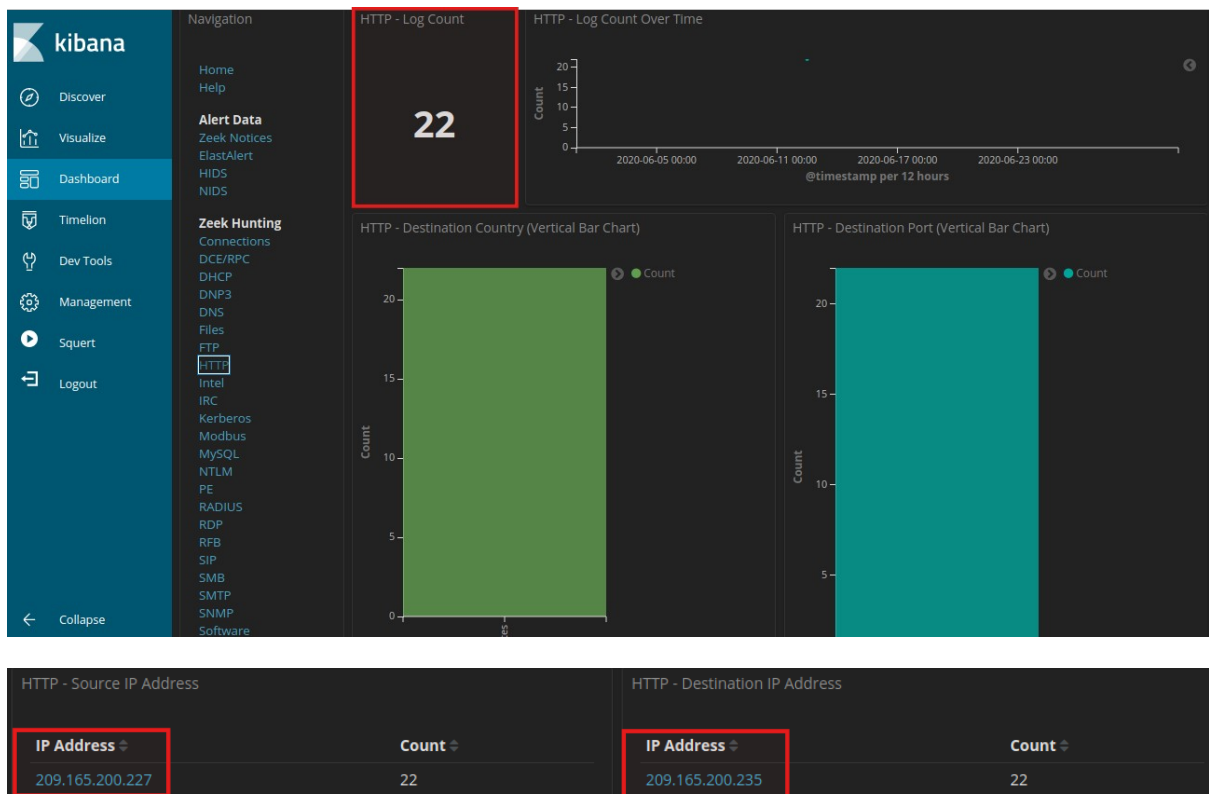 kibana
Discover
Visualize
Dashboard
Timelion
Dev Tools
Management
Squert
Logout
Collapse
Navigation
Home
Help
Alert Data
Zeek Notices
ElastAlert
HIDS
NIDS
Zeek Hunting
Connections
DCE/RPC
DHCP
DNP3
DNS
Files
FTP
HTTP
Intel
IRC
Kerberos
Modbus
MySQL
NTLM
PE
RADIUS
RDP
RFB
SIP
SMB
SMTP
SNMP
Software
HTTP - Log Count
22
HTTP - Log Count Over Time
Count
20
15
10
5
0
2020-06-05 00:00 2020-06-11 00:00 2020-06-17 00:00 2020-06-23 00:00
@timestamp per 12 hours
HTTP - Destination Country (Vertical Bar Chart)
Count
20
15
10
5
0
Count
HTTP - Destination Port (Vertical Bar Chart)
Count
20
15
10
5
Count
HTTP - Source IP Address
IP Address Count
209.165.200.227 22
HTTP - Destination IP Address
IP Address Count
209.165.200.235 22